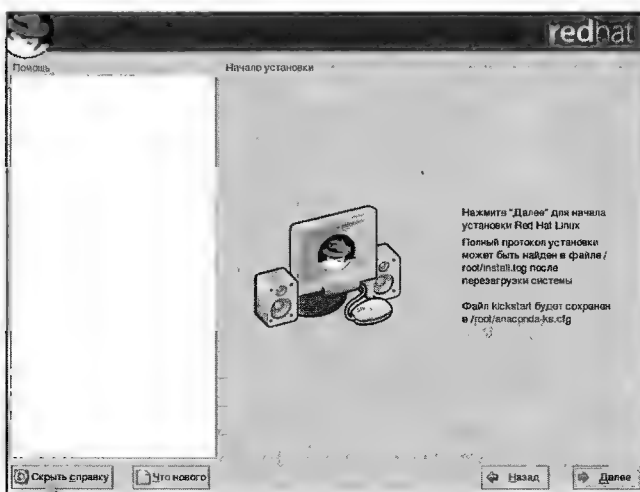 redhat
Помощь
Начало установки
Нажмите "Далее" для начала
установки Red Hat Linux
Полный протокол установки
может быть найден в файле /
root/install.log после
перезагрузки системы
Файл kickstart будет сохранен
в /root/anaconda-ks.cfg
Скрыть справку
Что нового
Назад
Далее